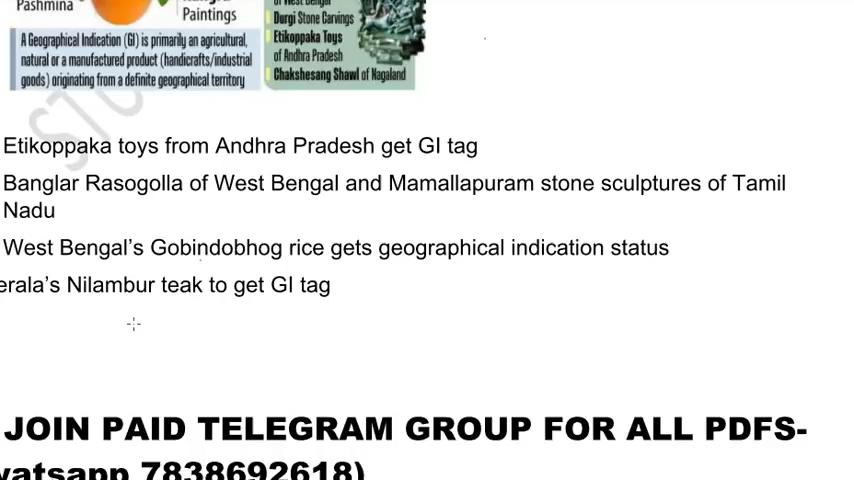 Pashmina
Paintings
of West Bengal
Durgi Stone Carvings
Etikoppaka Toys
of Andhra Pradesh
Chakshesang Shawl of Nagaland
A Geographical Indication (GI) is primarily an agricultural,
natural or a manufactured product (handicrafts/industrial
goods) originating from a definite geographical territory
Etikoppaka toys from Andhra Pradesh get GI tag
Banglar Rasogolla of West Bengal and Mamallapuram stone sculptures of Tamil
Nadu
West Bengal’s Gobindobhog rice gets geographical indication status
erala’s Nilambur teak to get GI tag
JOIN PAID TELEGRAM GROUP FOR ALL PDFS-
vatsapp 7838692618)